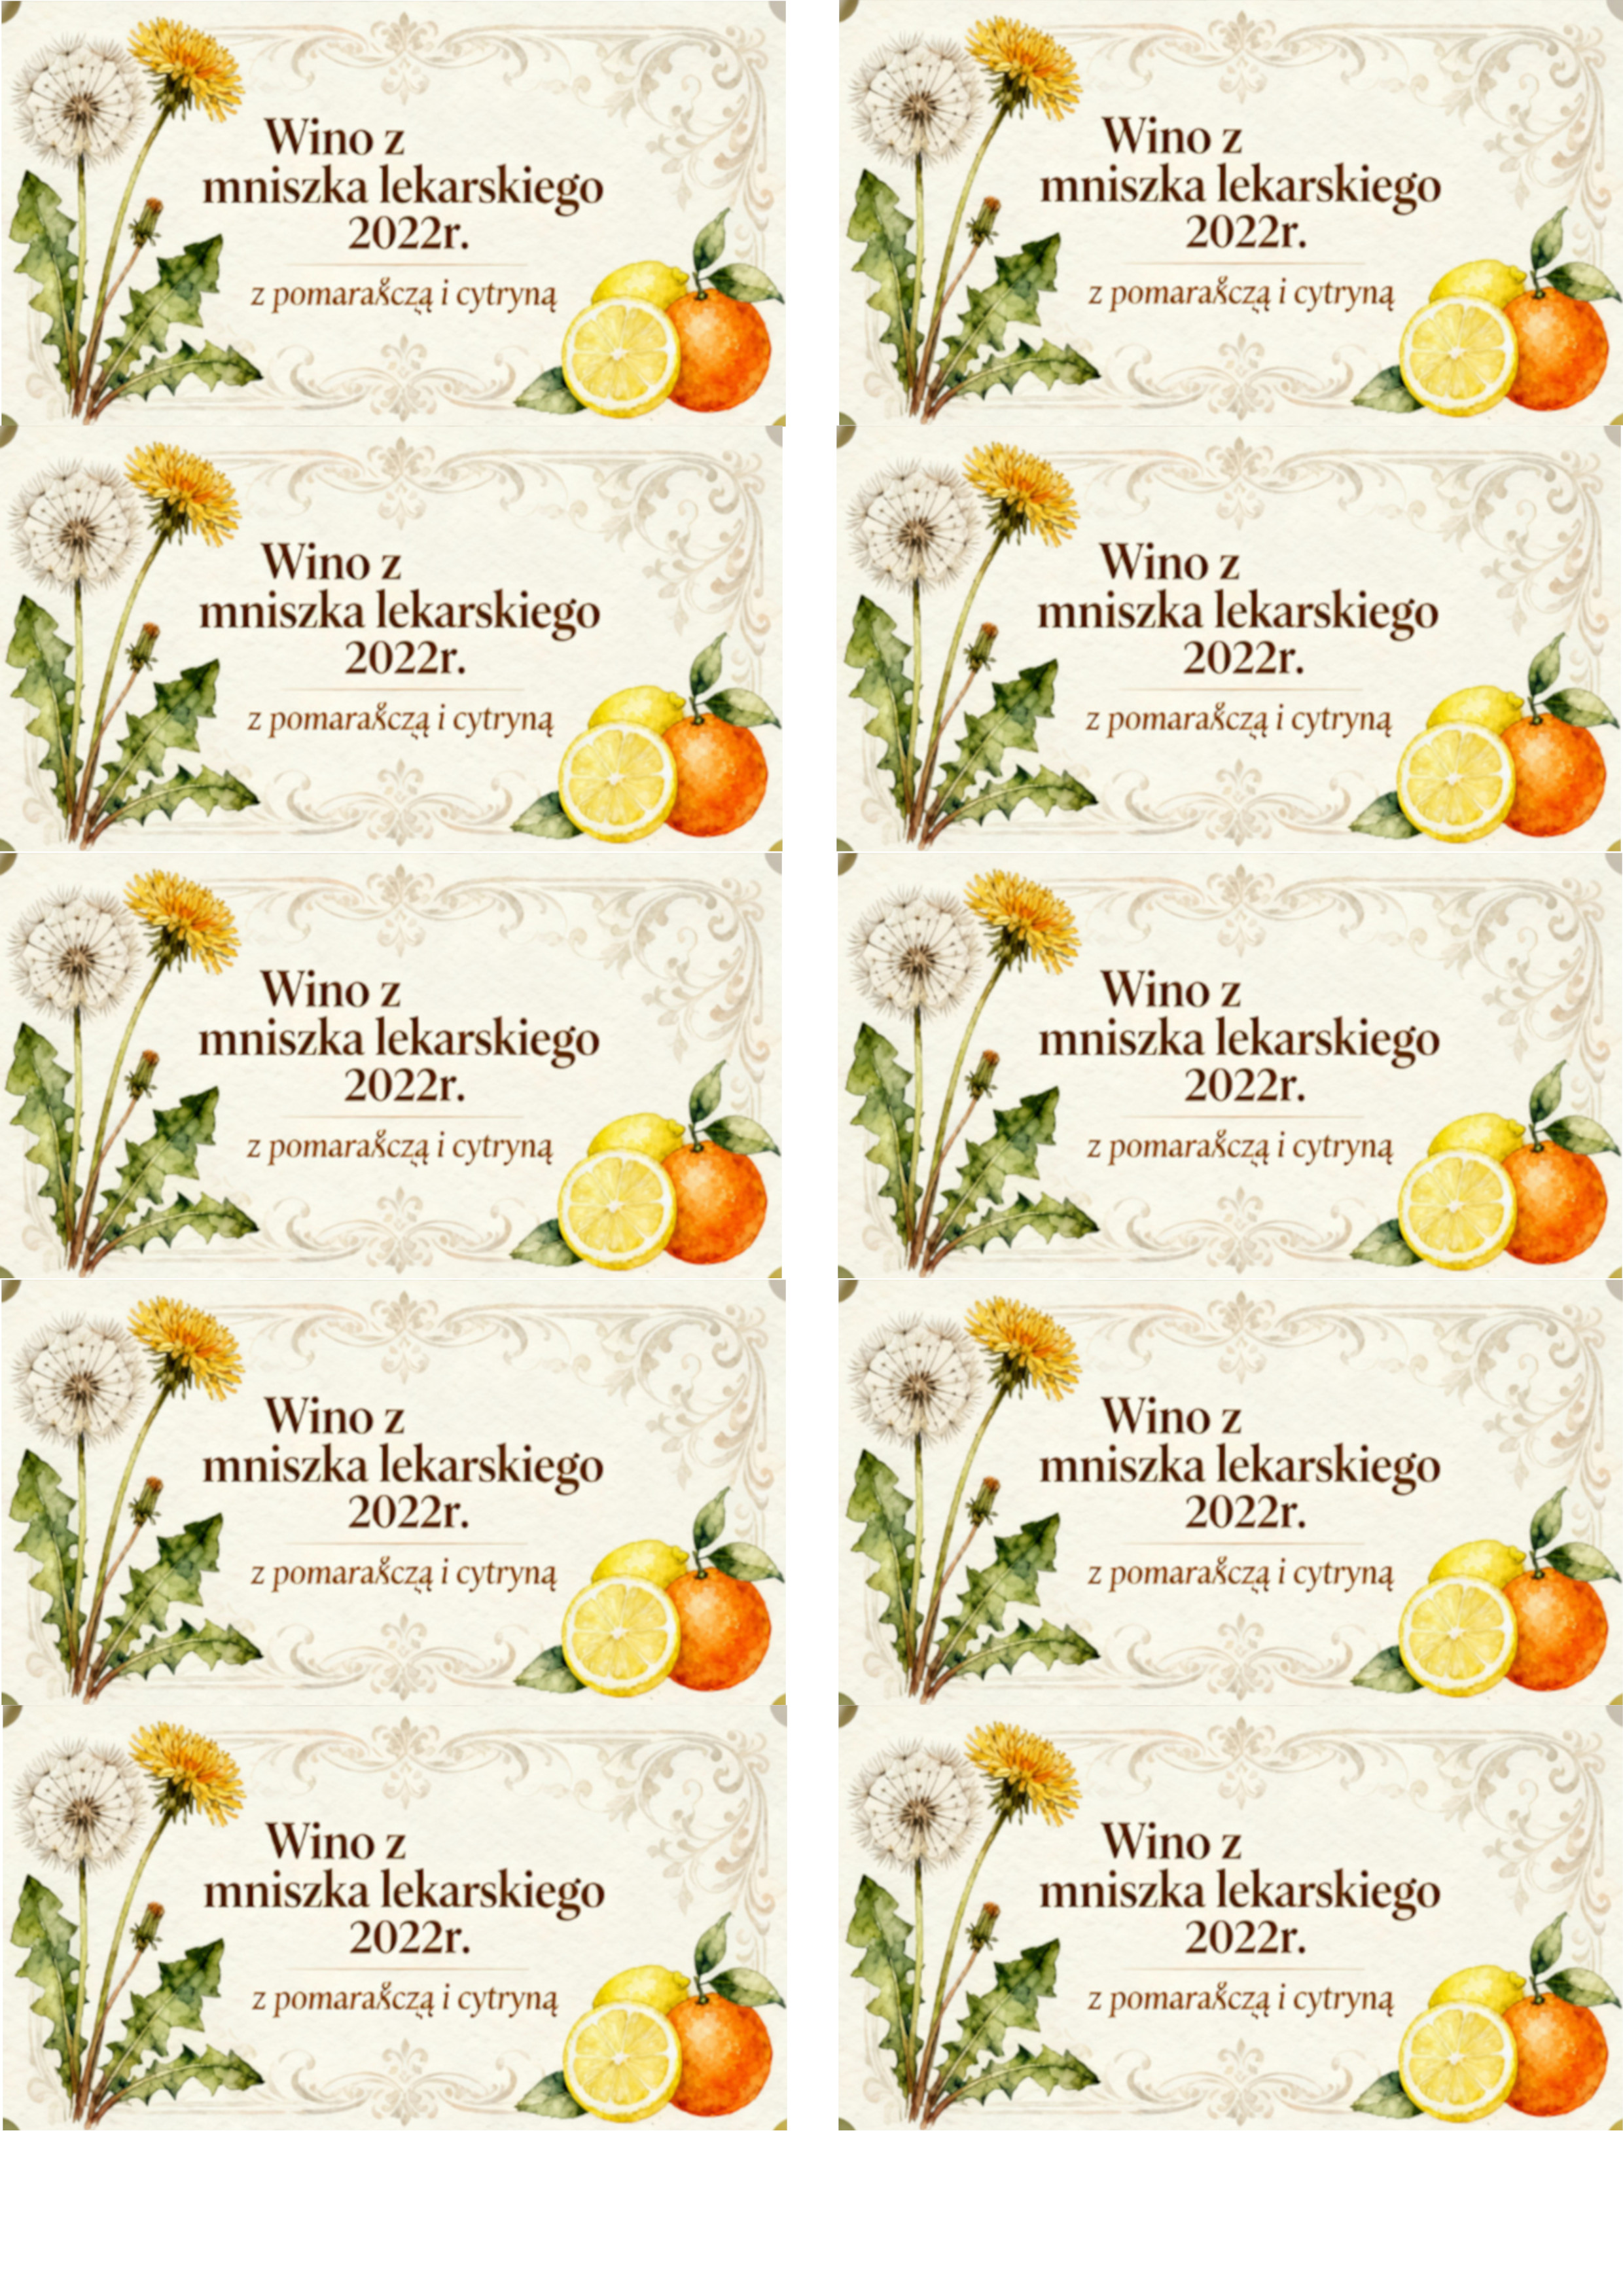 Wino z
mniszka lekarskiego
2022r.
z i cytryną
Wino z
mniszka lekarskiego
2022r.
z i cytryną
Wino z
mniszka lekarskiego
2022r.
z i cytryną
Wino z
mniszka lekarskiego
2022r.
z i cytryną
Wino z
mniszka lekarskiego
2022r.
z i cytryną
Wino z
mniszka lekarskiego
2022r.
z i cytryną
Wino z
mniszka lekarskiego
2022r.
z i cytryną
Wino z
mniszka lekarskiego
2022r.
z i cytryną
Wino z
mniszka lekarskiego
2022r.
z i cytryną
Wino z
mniszka lekarskiego
2022r.
z i cytryną